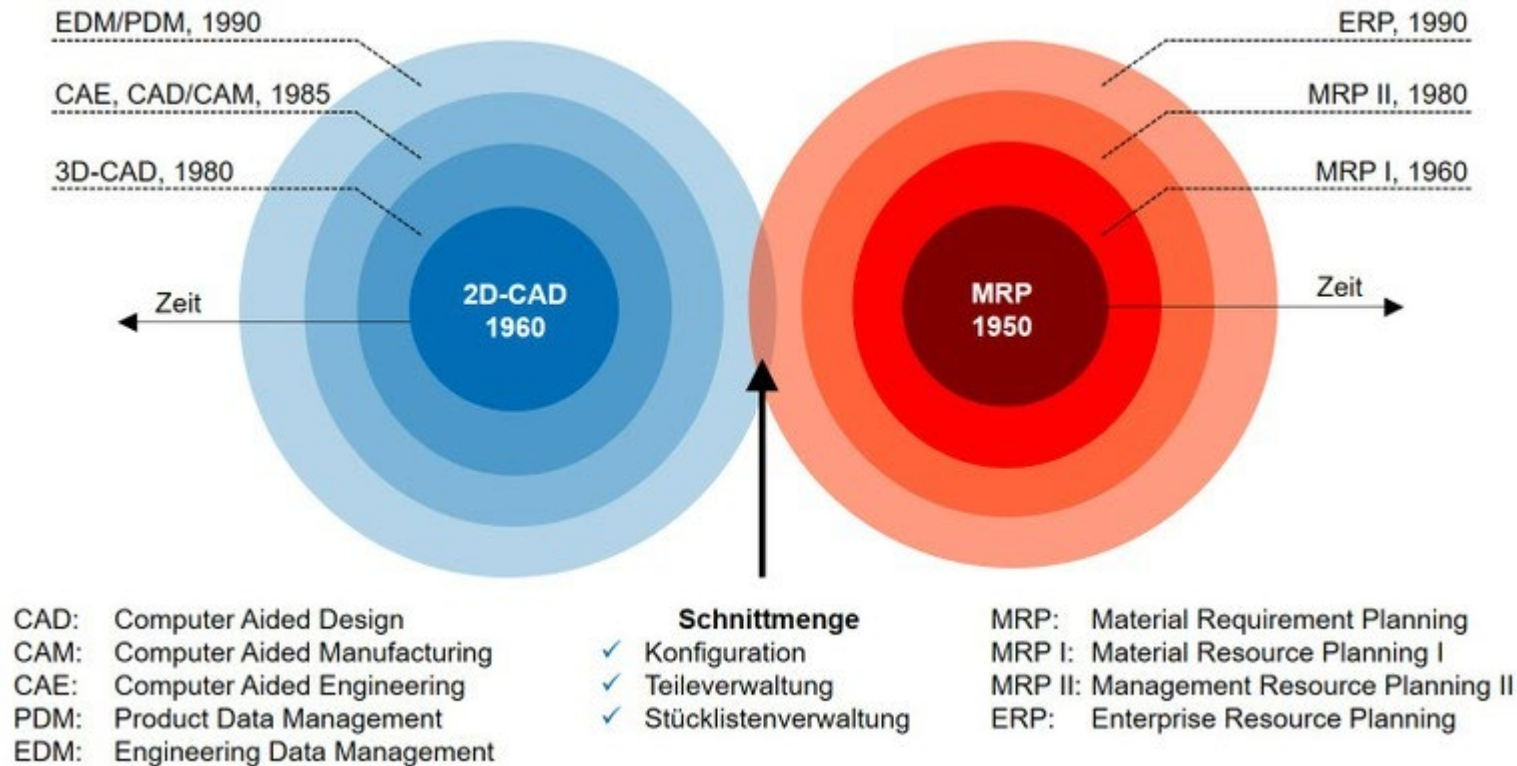 EDM/PDM, 1990
CAE, CAD/CAM, 1985
3D-CAD, 1980
ERP, 1990
MRP II, 1980
MRP I, 1960
Zeit
2D-CAD
1960
MRP
1950
Zeit
CAD: Computer Aided Design
CAM: Computer Aided Manufacturing
CAE: Computer Aided Engineering
PDM: Product Data Management
EDM: Engineering Data Management
Schnittmenge
✓ Konfiguration
✓ Teileverwaltung
✓ Stücklistenverwaltung
MRP: Material Requirement Planning
MRP I: Material Resource Planning I
MRP II: Management Resource Planning II
ERP: Enterprise Resource Planning